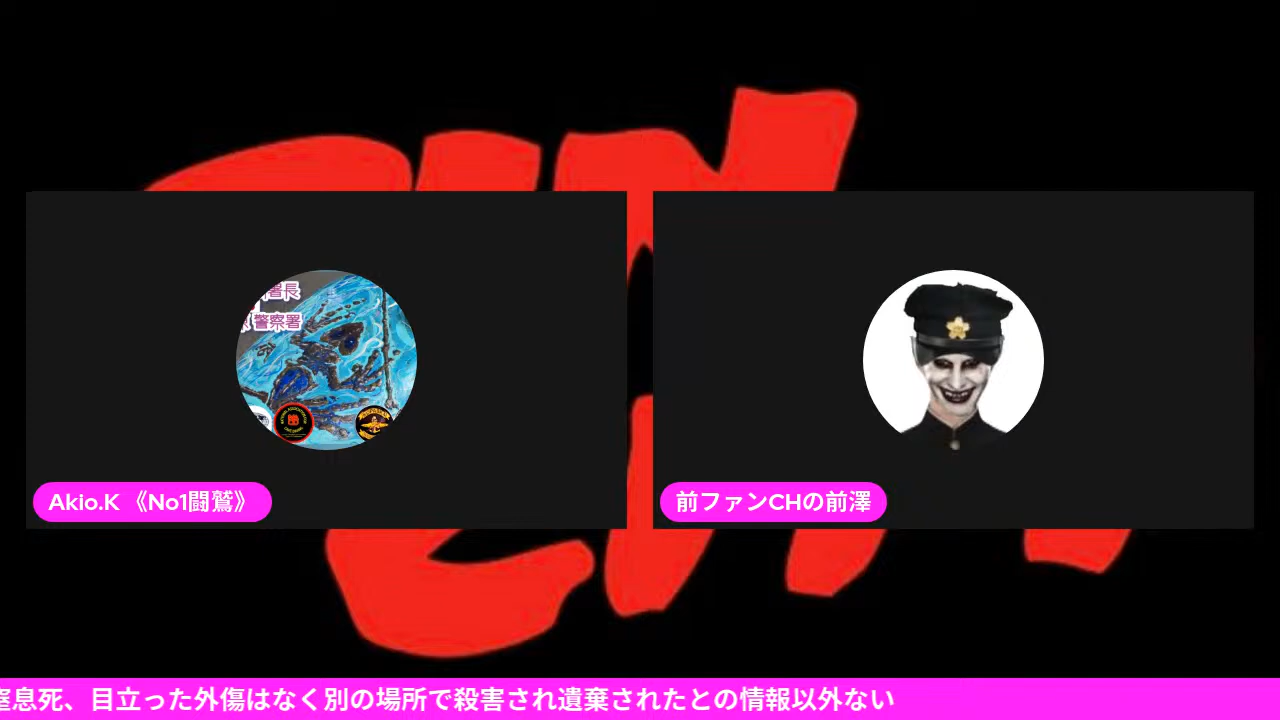 署長
警察署
Akio.K 《No1闘鷲》
前ファンCHの前澤
窒息死、目立った外傷はなく別の場所で殺害され遺棄されたとの情報以外ない